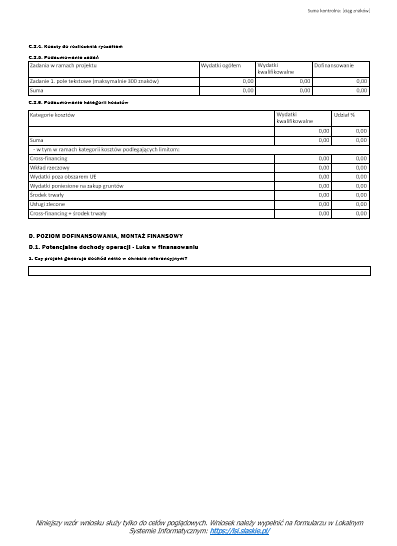 Suma kontrolna: (ciąg znaków)
C.2.4. Koszty do rozliczenia ryczałtem
C.2.5. Podsumowanie zadań
Zadania w ramach projektu Wydatki ogółem Wydatki kwalifikowalne Dofinansowanie
Zadanie 1. pole tekstowe (maksymalnie 300 znaków) 0,00 0,00 0,00
Suma 0,00 0,00 0,00
C.2.6. Podsumowanie kategorii kosztów
Kategorie kosztów Wydatki kwalifikowalne Udział %
0,00 0,00
Suma 0,00 0,00
- w tym w ramach kategorii kosztów podlegających limitom:
Cross-financing 0,00 0,00
Wkład rzeczowy 0,00 0,00
Wydatki poza obszarem UE 0,00 0,00
Wydatki poniesione na zakup gruntów 0,00 0,00
Środek trwały 0,00 0,00
Usługi zlecone 0,00 0,00
Cross-financing + środek trwały 0,00 0,00
D. POZIOM DOFINANSOWANIA, MONTAŻ FINANSOWY
D.1. Potencjalne dochody operacji - Luka w finansowaniu
1. Czy projekt generuje dochód netto w okresie referencyjnym?
Niniejszy wzór wniosku służy tylko do celów poglądowych. Wniosek należy wypełnić na formularzu w Lokalnym
Systemie Informatycznym: https://lsi.slaskie.pl/